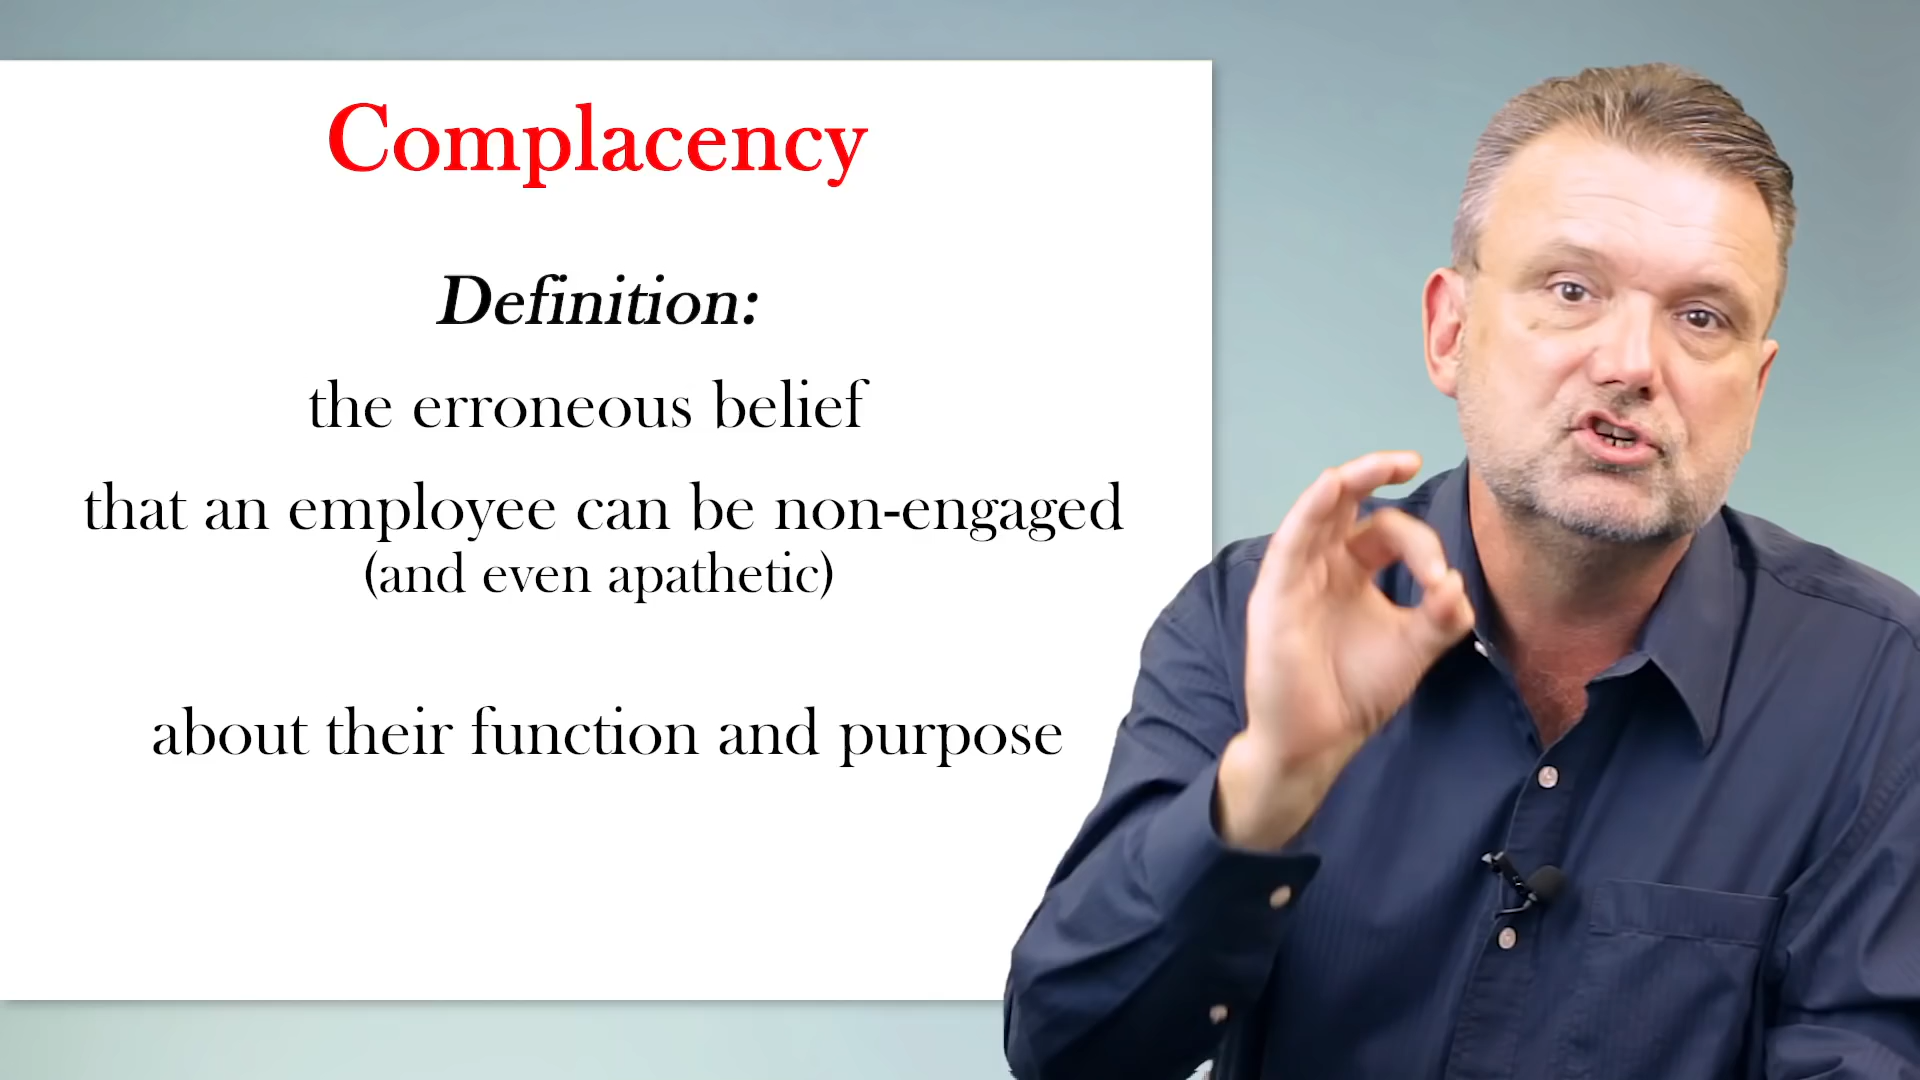 Complacency
Definition:
the erroneous belief
that an employee can be non-engaged
(and even apathetic)
about their function and purpose